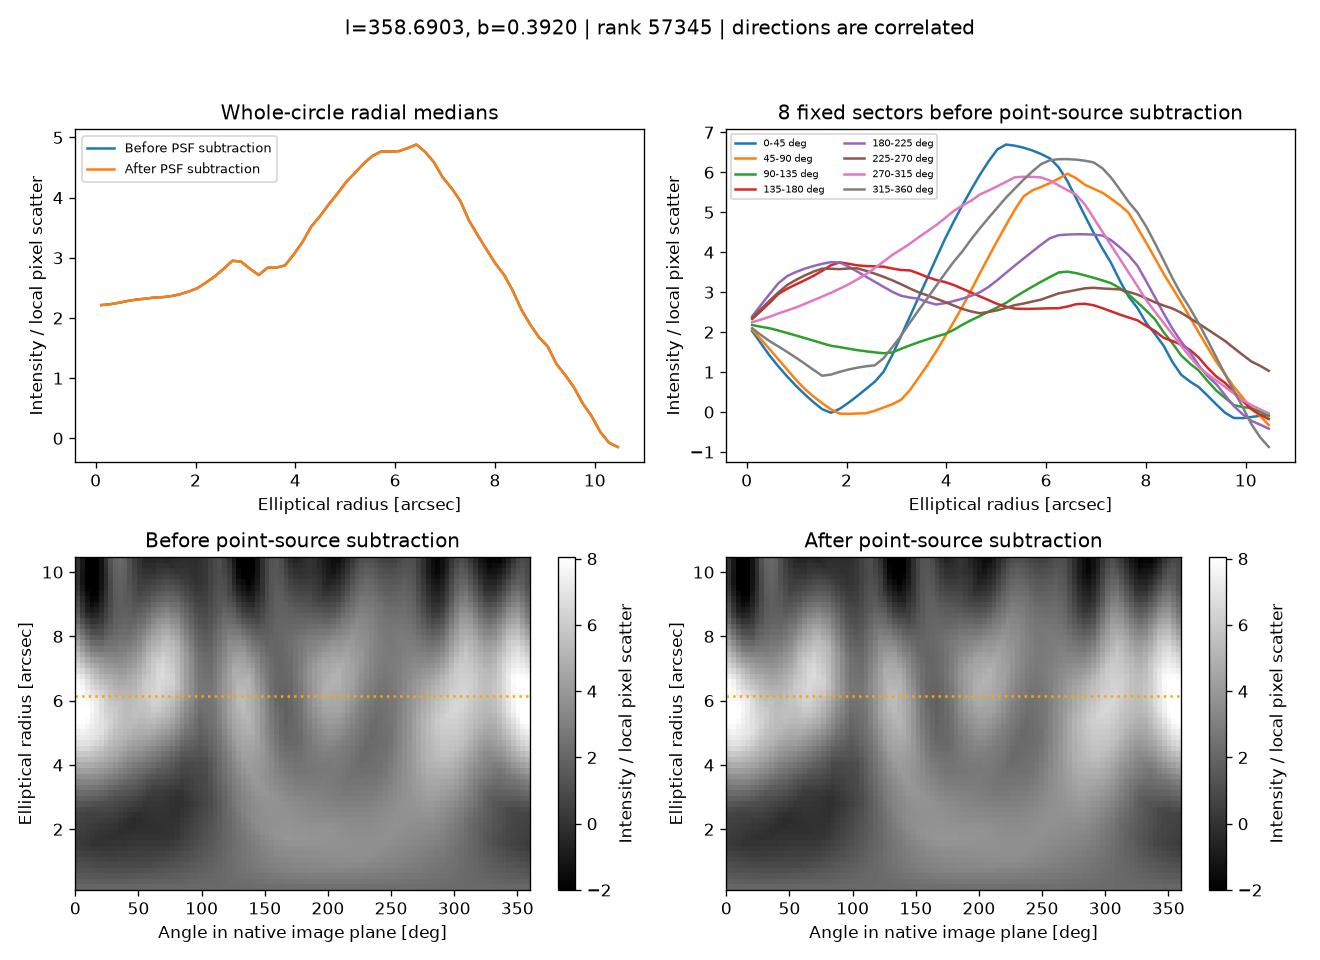 l=358.6903, b=0.3920 | rank 57345 | directions are correlated
Whole-circle radial medians
Before PSF subtraction
After PSF subtraction
Intensity / local pixel scatter
5
4
3
2
1
0
0 2 4 6 8 10
Elliptical radius [arcsec]
8 fixed sectors before point-source subtraction
0-45 deg
45-90 deg
90-135 deg
135-180 deg
180-225 deg
225-270 deg
270-315 deg
315-360 deg
Intensity / local pixel scatter
7
6
5
4
3
2
1
0
−1
0 2 4 6 8 10
Elliptical radius [arcsec]
Before point-source subtraction
Elliptical radius [arcsec]
10
8
6
4
2
0 50 100 150 200 250 300 350
Angle in native image plane [deg]
8
6
4
2
0
−2
Intensity / local pixel scatter
After point-source subtraction
Elliptical radius [arcsec]
10
8
6
4
2
0 50 100 150 200 250 300 350
Angle in native image plane [deg]
8
6
4
2
0
−2
Intensity / local pixel scatter